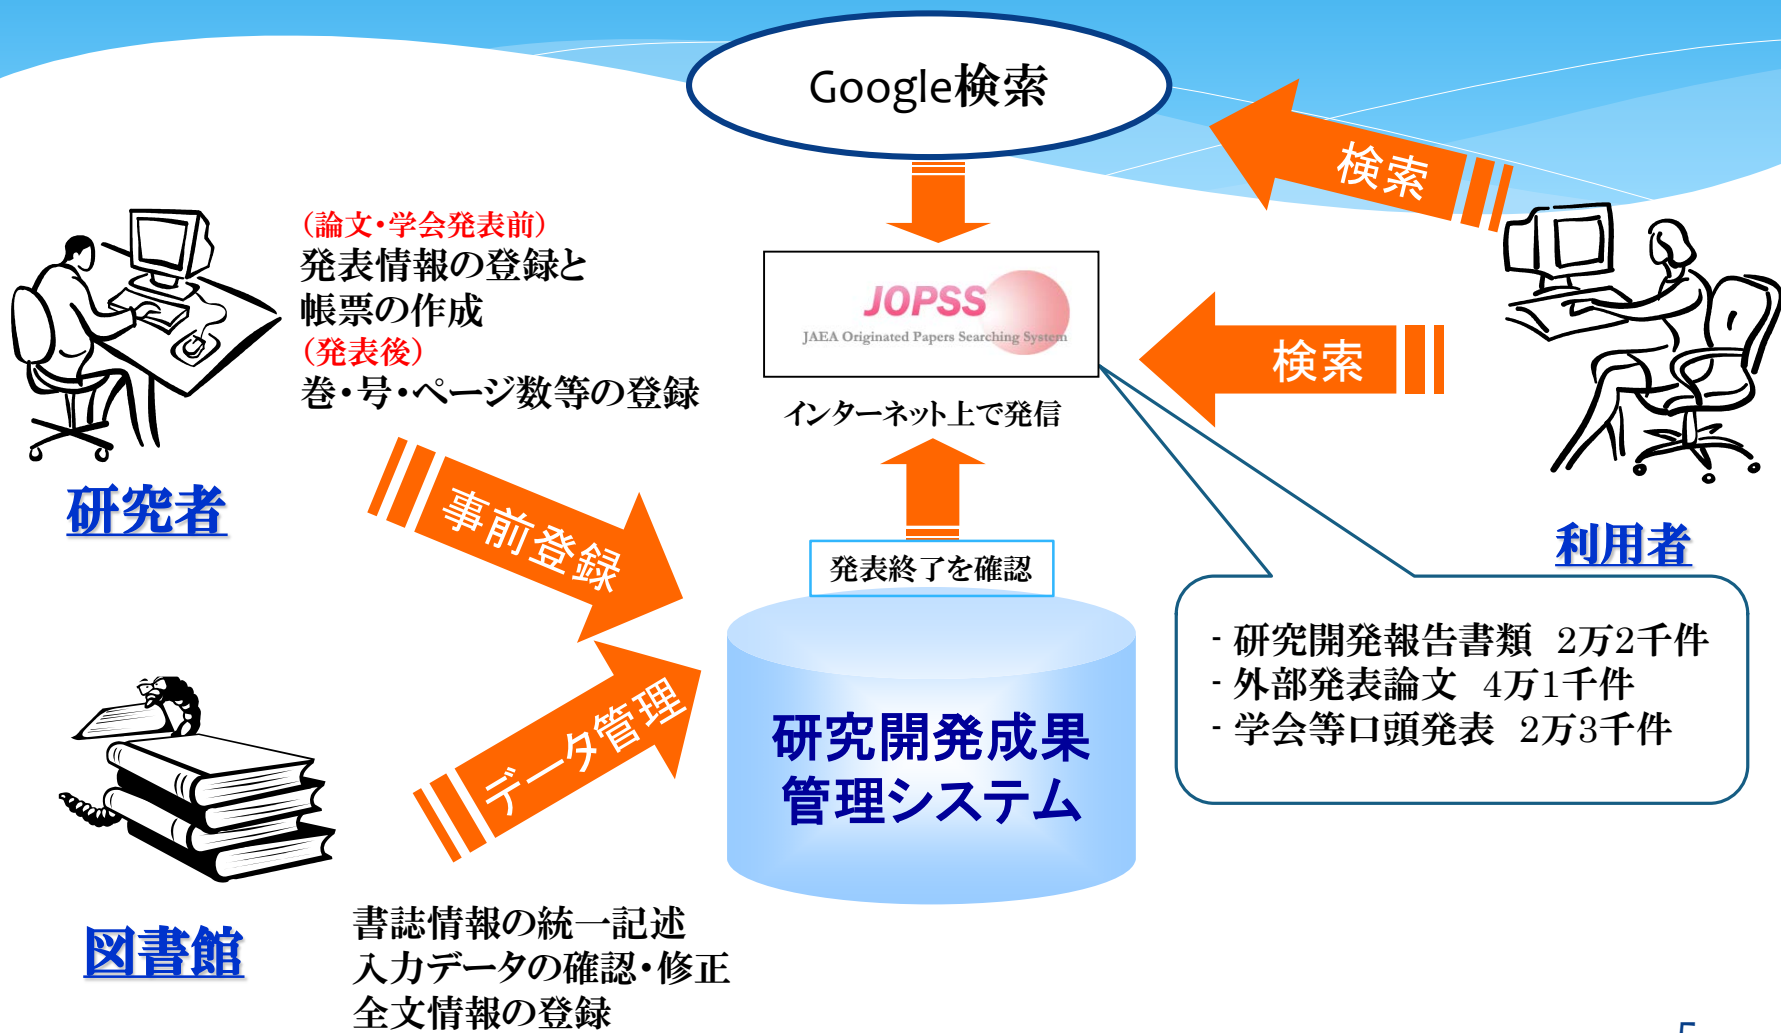 Google検索
検索
(論文・学会発表前)
発表情報の登録と
帳票の作成
(発表後)
巻・号・ページ数等の登録
研究者
JOPSS
JAEA Originated Papers Searching System
インターネット上で発信
検索
利用者
事前登録
発表終了を確認
- 研究開発報告書類 2万2千件
- 外部発表論文 4万1千件
- 学会等口頭発表 2万3千件
データ管理
研究開発成果
管理システム
図書館
書誌情報の統一記述
入力データの確認・修正
全文情報の登録
5